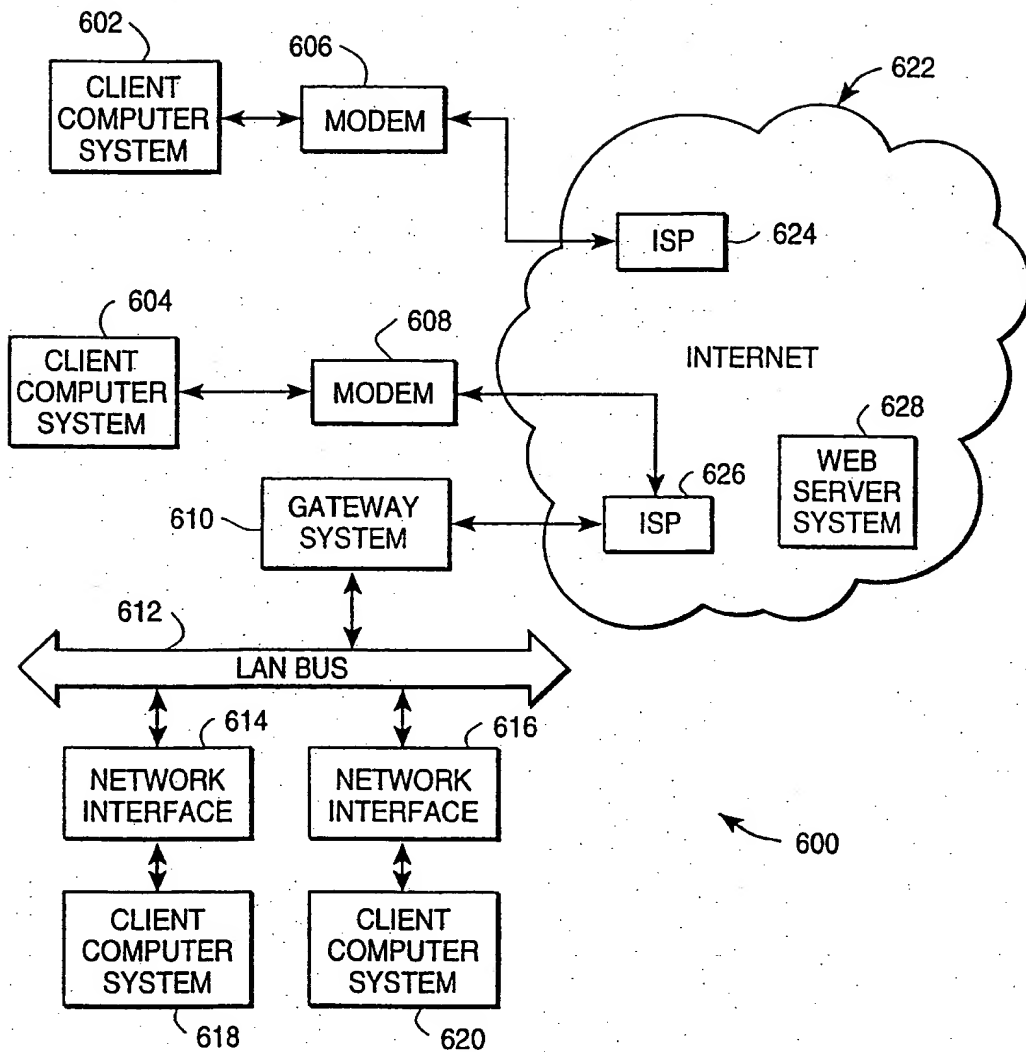 602
CLIENT
COMPUTER
SYSTEM
606
MODEM
622
ISP
624
604
CLIENT
COMPUTER
SYSTEM
608
MODEM
INTERNET
628
WEB
SERVER
SYSTEM
610
GATEWAY
SYSTEM
626
ISP
612
LAN BUS
614
NETWORK
INTERFACE
616
NETWORK
INTERFACE
600
CLIENT
COMPUTER
SYSTEM
618
CLIENT
COMPUTER
SYSTEM
620